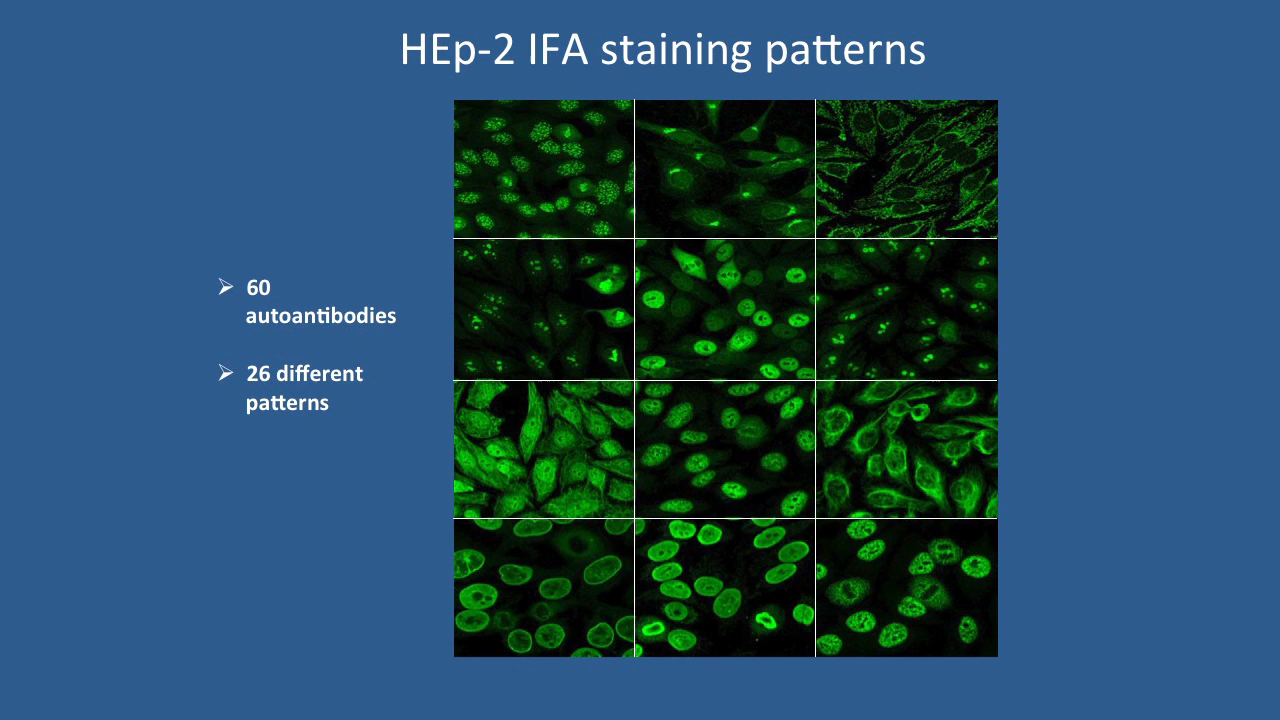 HEp-2 IFA staining patterns
➢ 60
autoantibodies
➢ 26 different
patterns